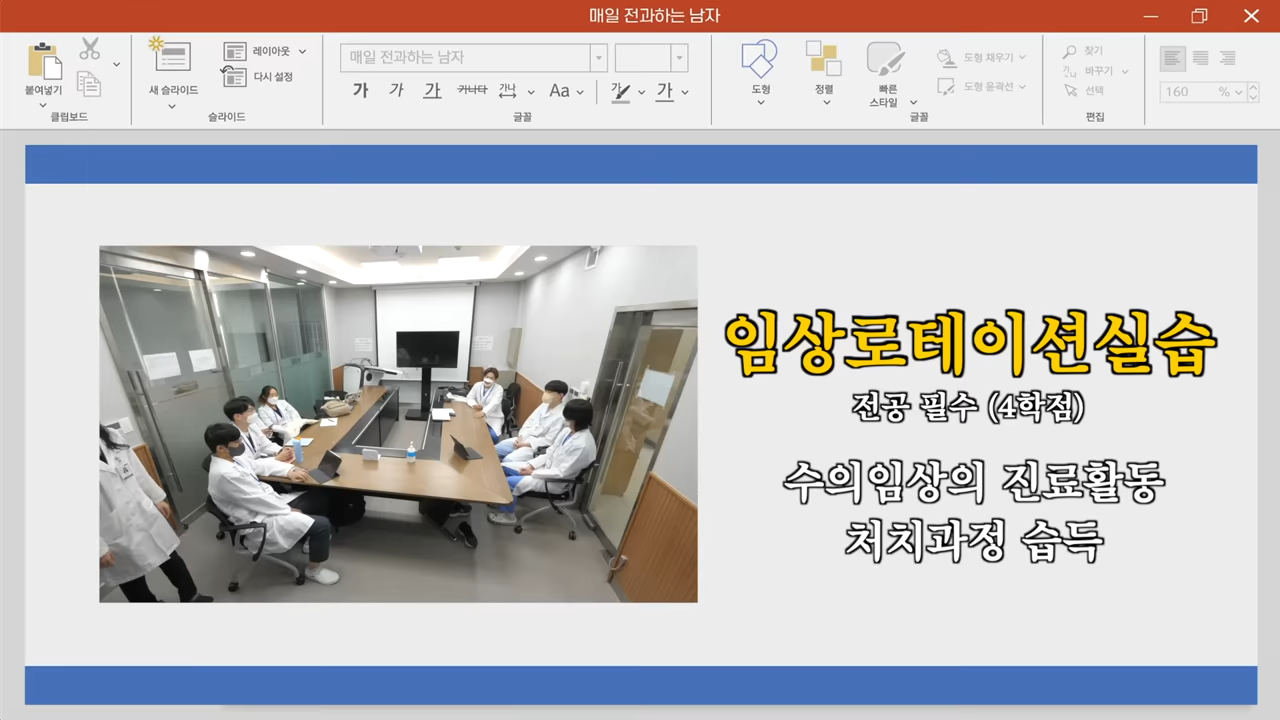 매일 전과하는 남자
붙여넣기
클립보드
새 슬라이드
레이아웃
다시 설정
슬라이드
매일 전과하는 남자
가 가 가 가나다 간나 Aa 가 가
글꼴
도형
정렬
빠른
스타일
도형 채우기
도형 윤곽선
글꼴
찾기
바꾸기
선택
편집
160 %
임상로테이션실습
전공 필수 (4학점)
수의임상의 진료활동
처치과정 습득